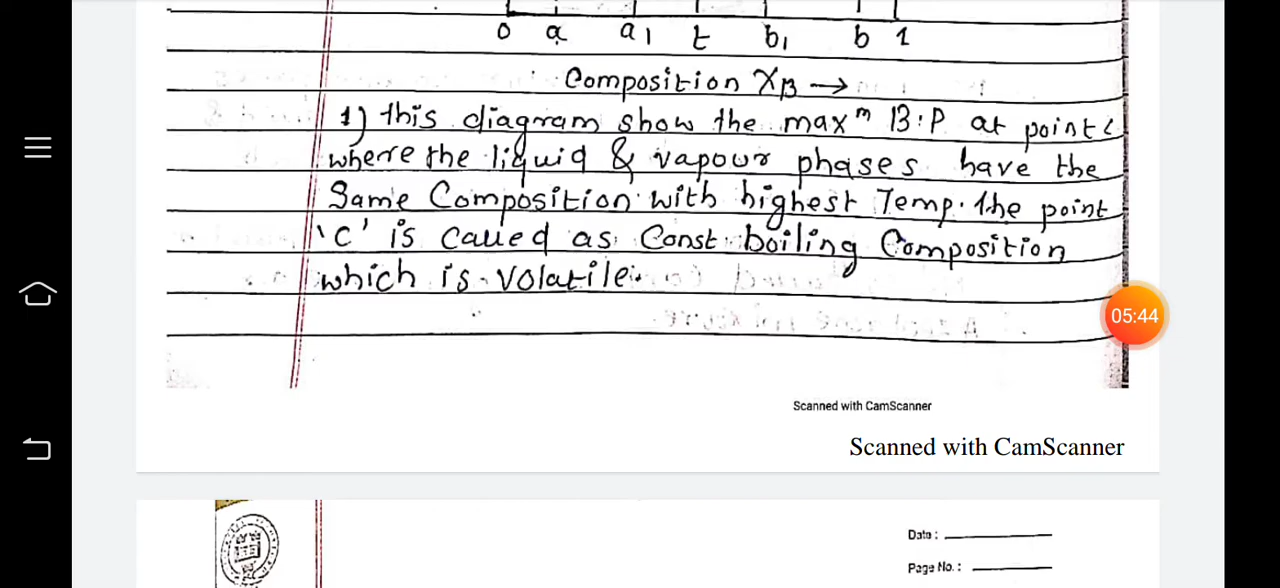 0 a a1 t b1 b 1
Composition XB →
1) this diagram show the maxm B.P at point C
where the liquid & vapour phases have the
Same Composition with highest Temp. the point
'C' is called as Const boiling Composition
which is volatile.
05:44
Scanned with CamScanner
Scanned with CamScanner
Date :
Page No. :